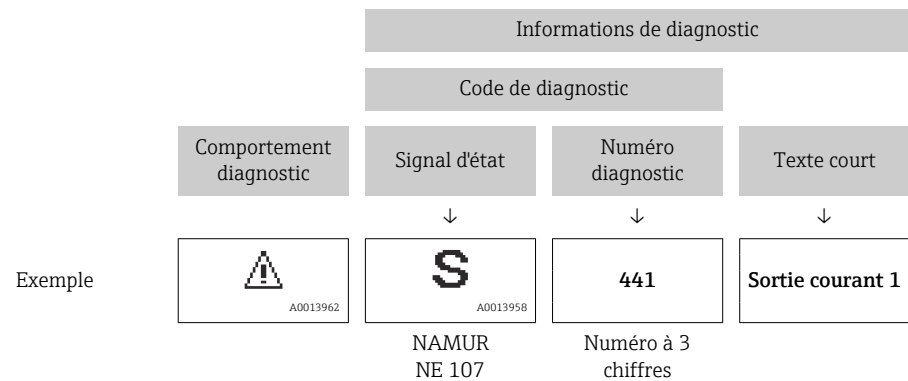 Informations de diagnostic
Code de diagnostic
Comportement
diagnostic
Signal d'état
Numéro
diagnostic
Texte court
↓ ↓ ↓
Exemple
A0013962
S
A0013958
441
Sortie courant 1
NAMUR
NE 107
Numéro à 3
chiffres